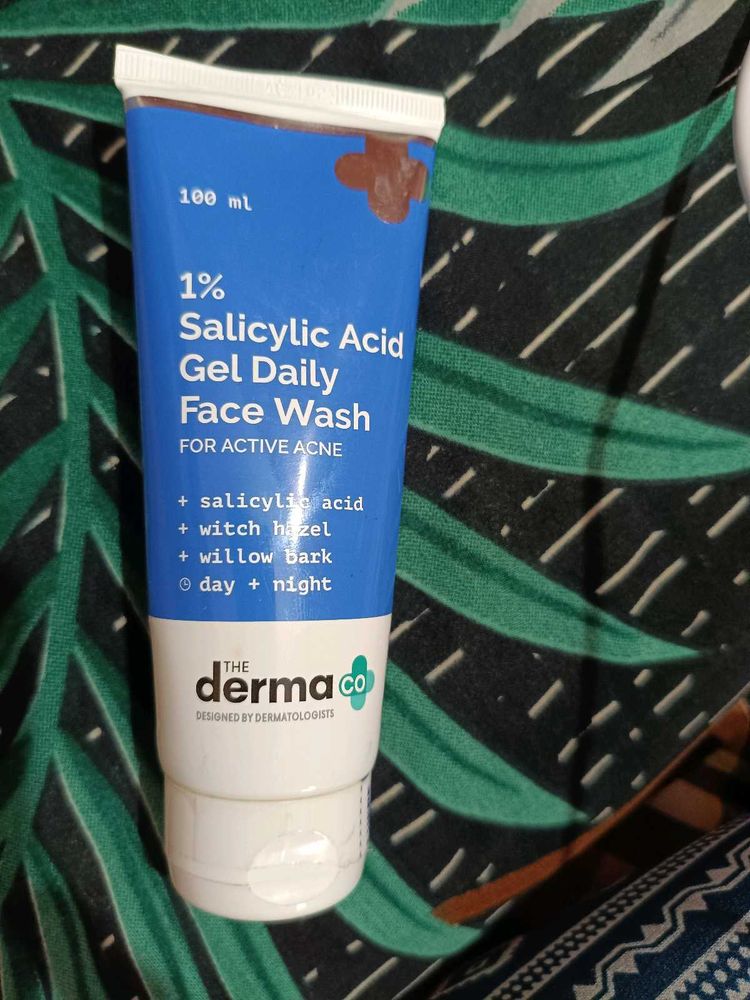 100 ml
1%
Salicylic Acid
Gel Daily
Face Wash
FOR ACTIVE ACNE
+ salicylic acid
+ witch hazel
+ willow bark
day + night
THE
derma co
DESIGNED BY DERMATOLOGISTS